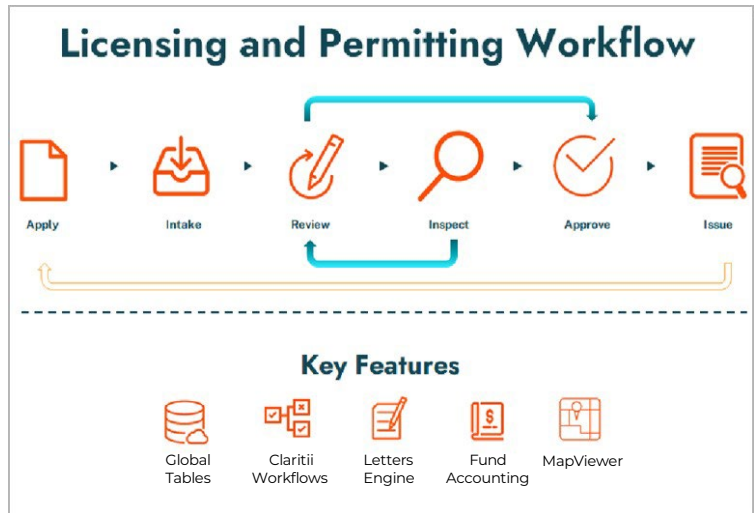 Licensing and Permitting Workflow
Apply
Intake
Review
Inspect
Approve
Issue
Key Features
Global
Tables
Claritii
Workflows
Letters
Engine
$
Fund
Accounting
MapViewer